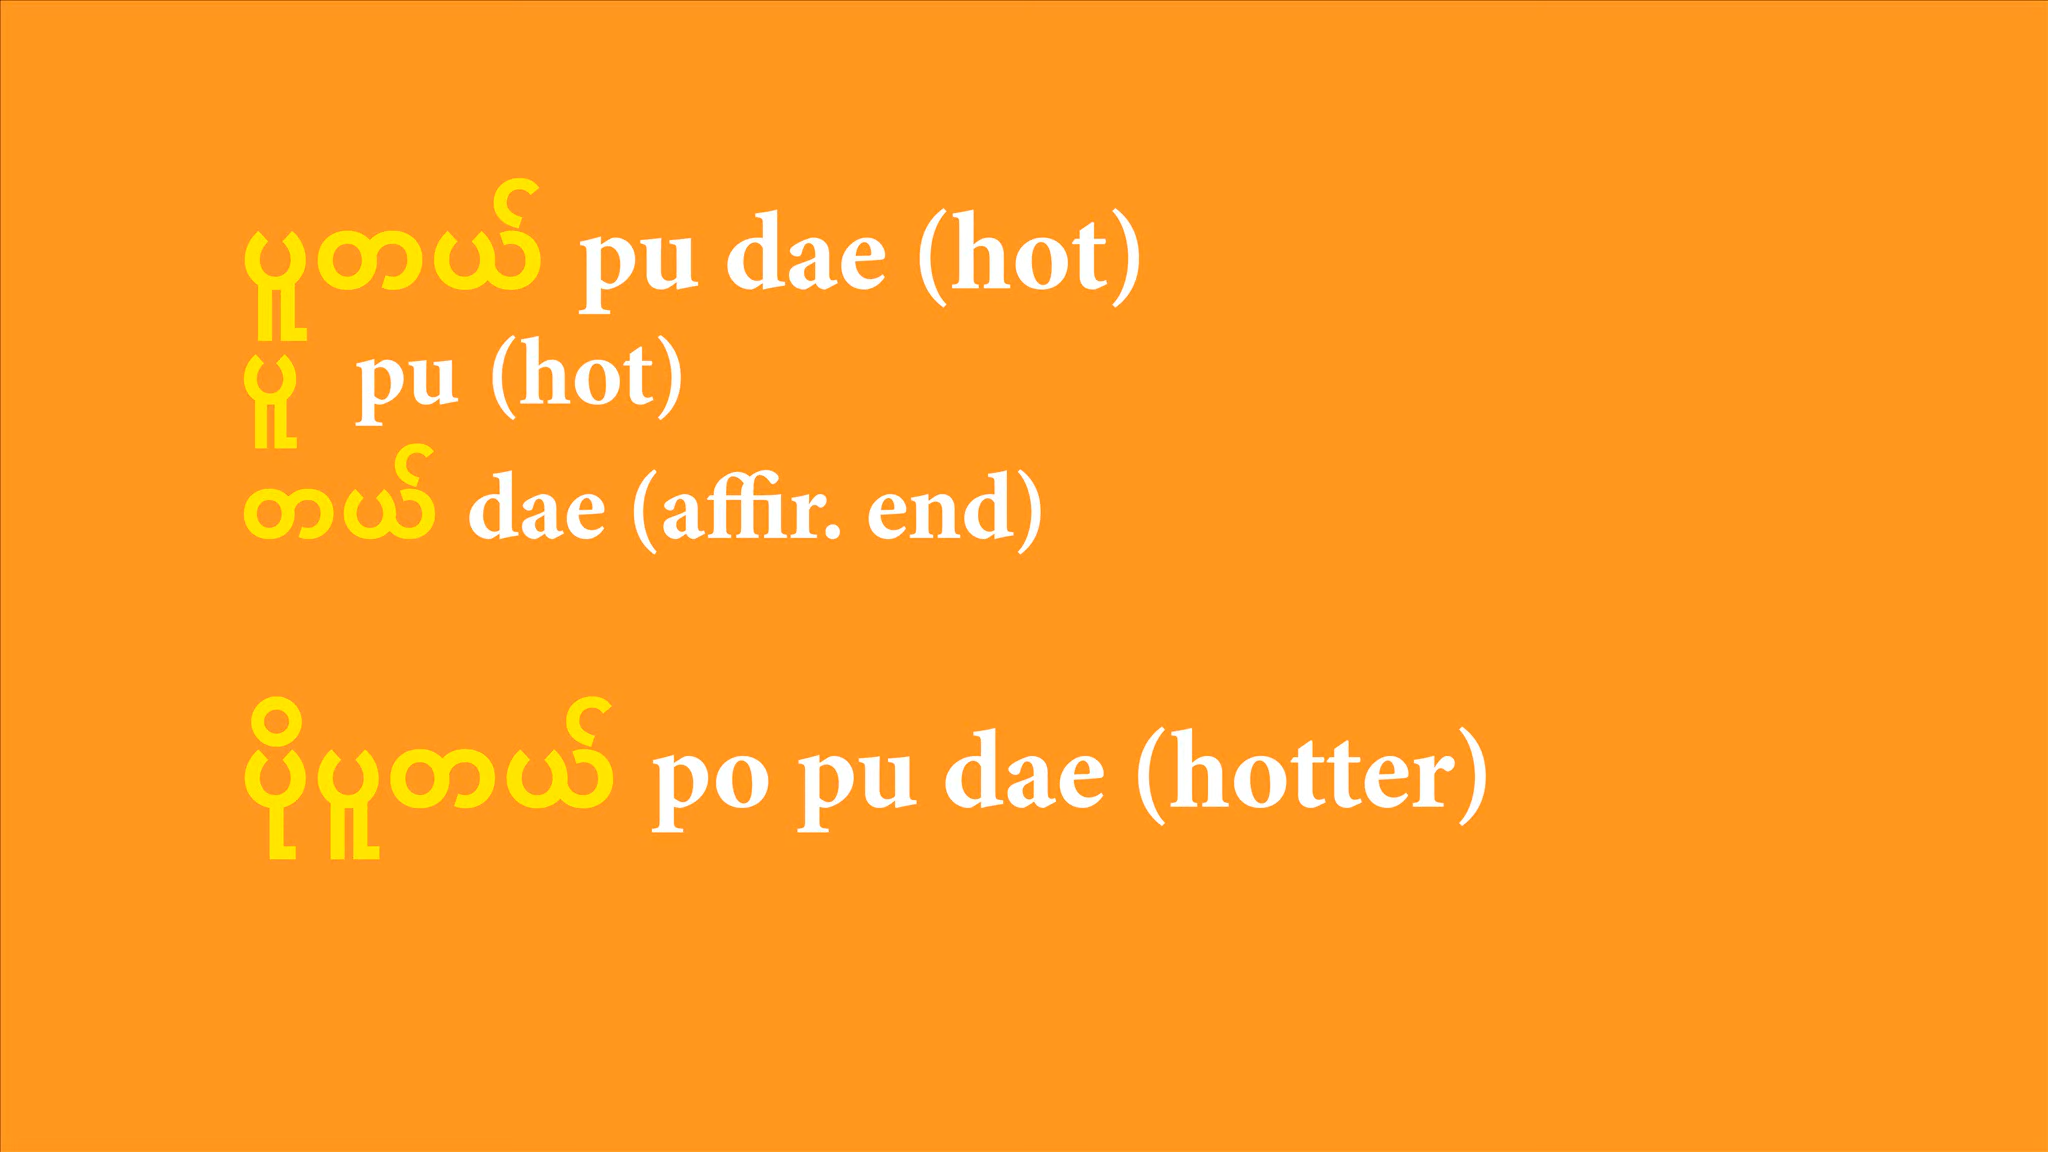 ပူတယ် pu dae (hot)
ပူ pu (hot)
တယ် dae (affir. end)
ပိုပူတယ် po pu dae (hotter)